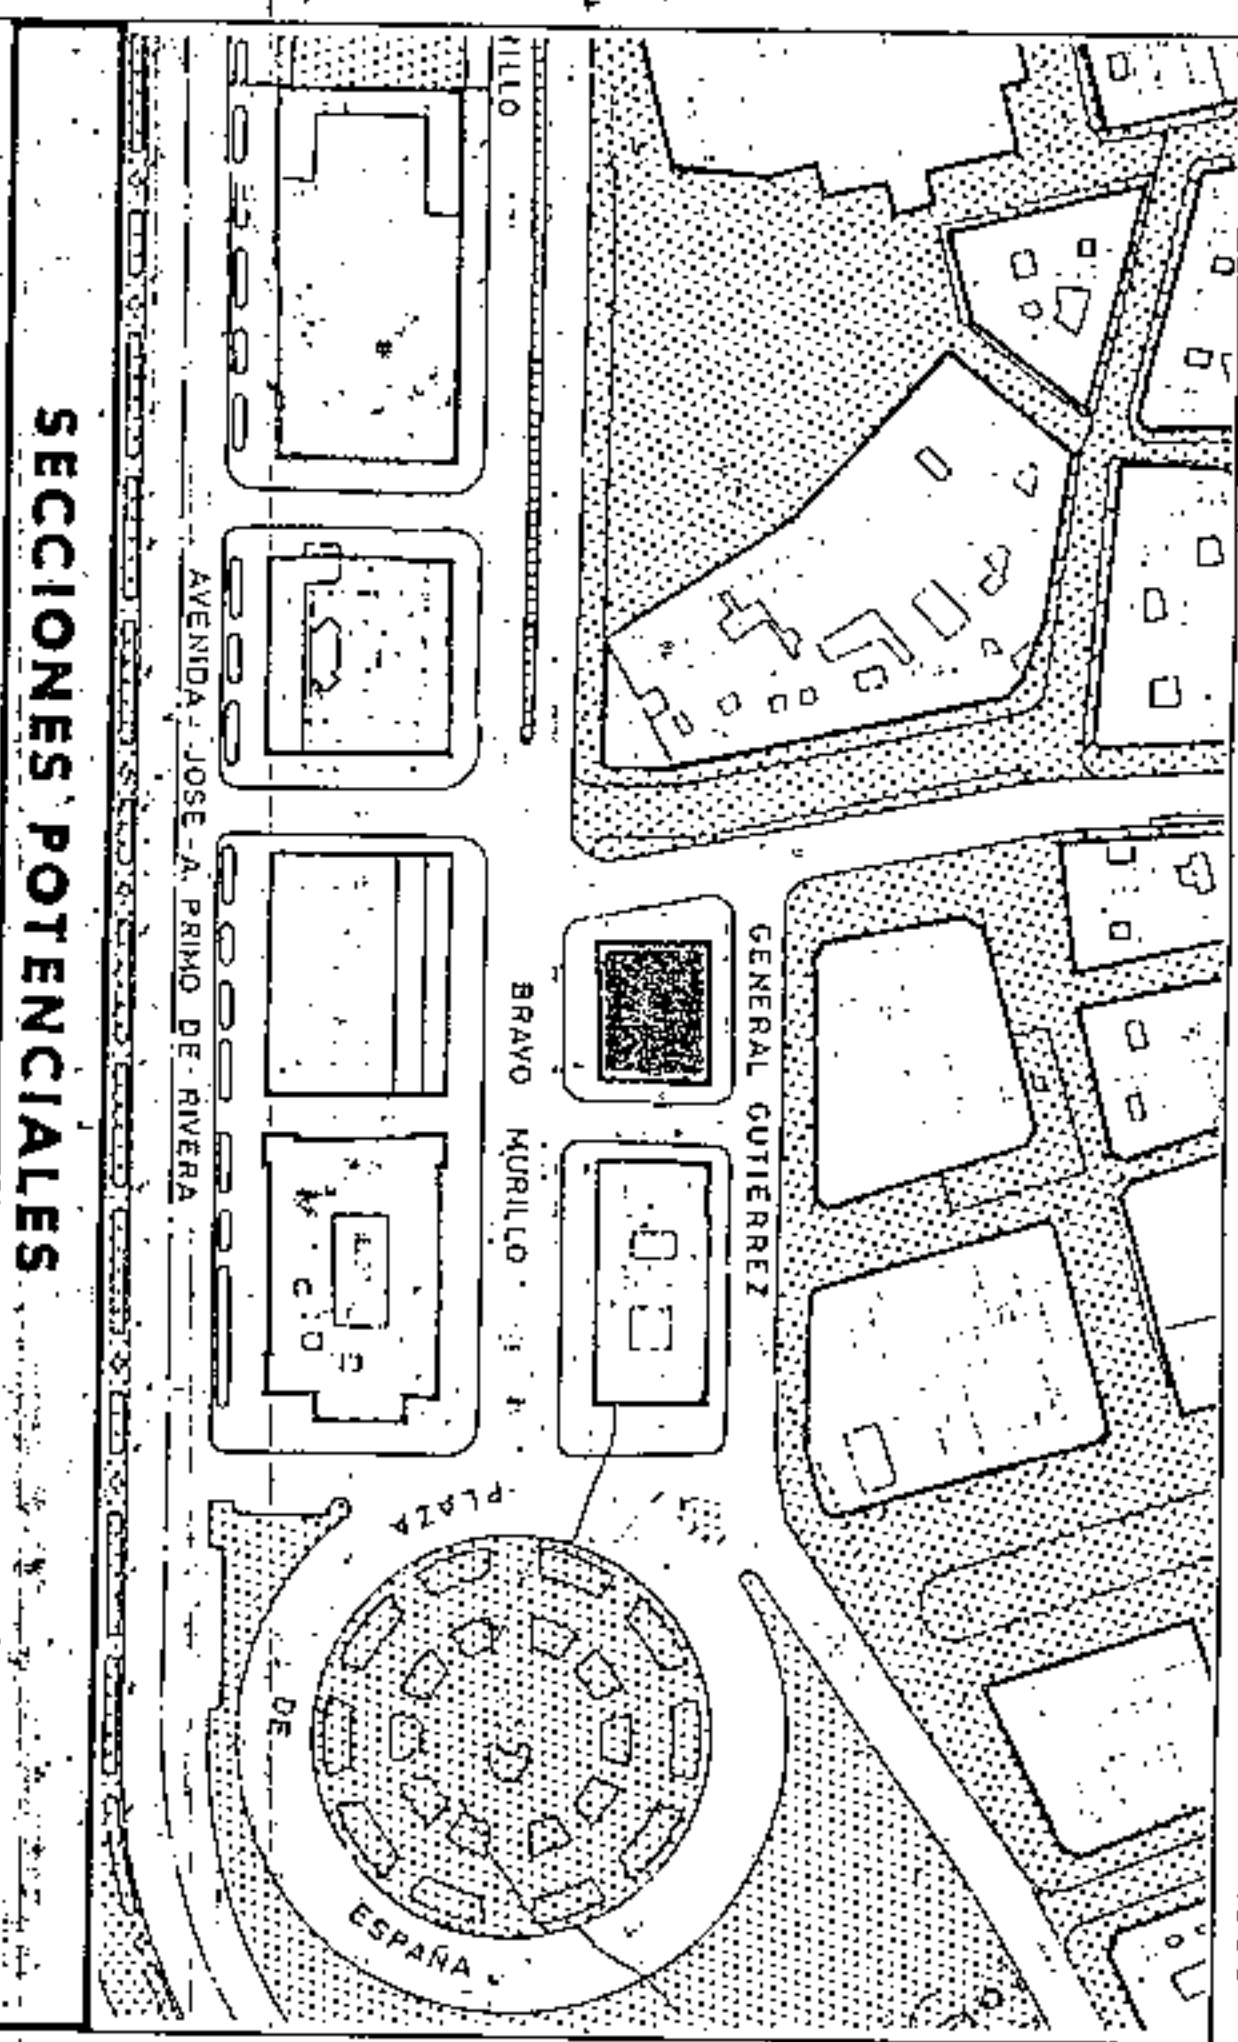 SECCIONES POTENCIALES
AVENIDA JOSE A. PRIMO DE RIVERA
BRAVO MURILLO
GENERAL GUTIERREZ
PLAZA
DE
ESPAÑA